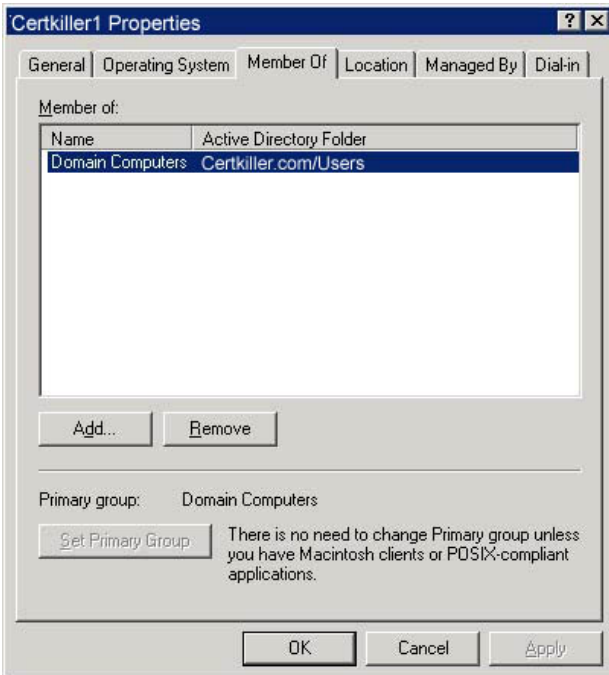 Certkiller1 Properties
General Operating System Member Of Location Managed By Dial-in
Member of:
Name Active Directory Folder
Domain Computers Certkiller.com/Users
Add... Remove
Primary group: Domain Computers
Set Primary Group
There is no need to change Primary group unless
you have Macintosh clients or POSIX-compliant
applications.
OK Cancel Apply